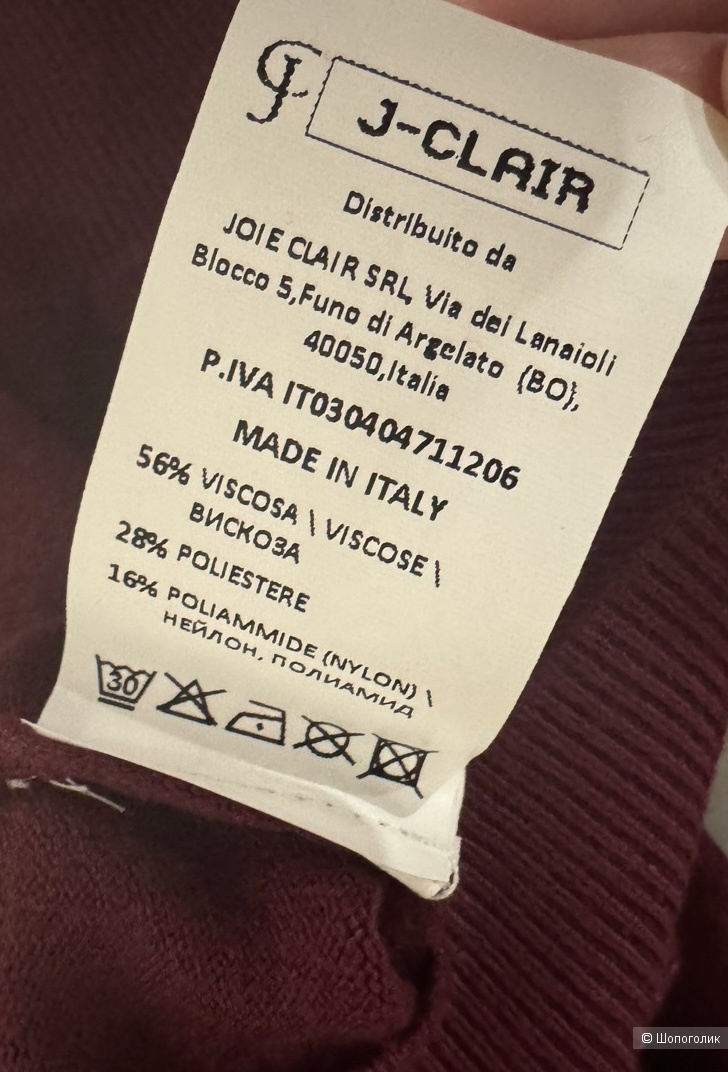 J-CLAIR
Distribuito da
JOIE CLAIR SRL, Via dei Lanaioli
Blocco 5,Funo di Argelato (BO),
40050,Italia
P.IVA IT030404711206
MADE IN ITALY
56% VISCOSA \ VISCOSE \
ВИСКОЗА
28% POLIESTERE
16% POLIAMMIDE (NYLON) \
НЕЙЛОН, ПОЛИАМИД
30
© Шопоголик